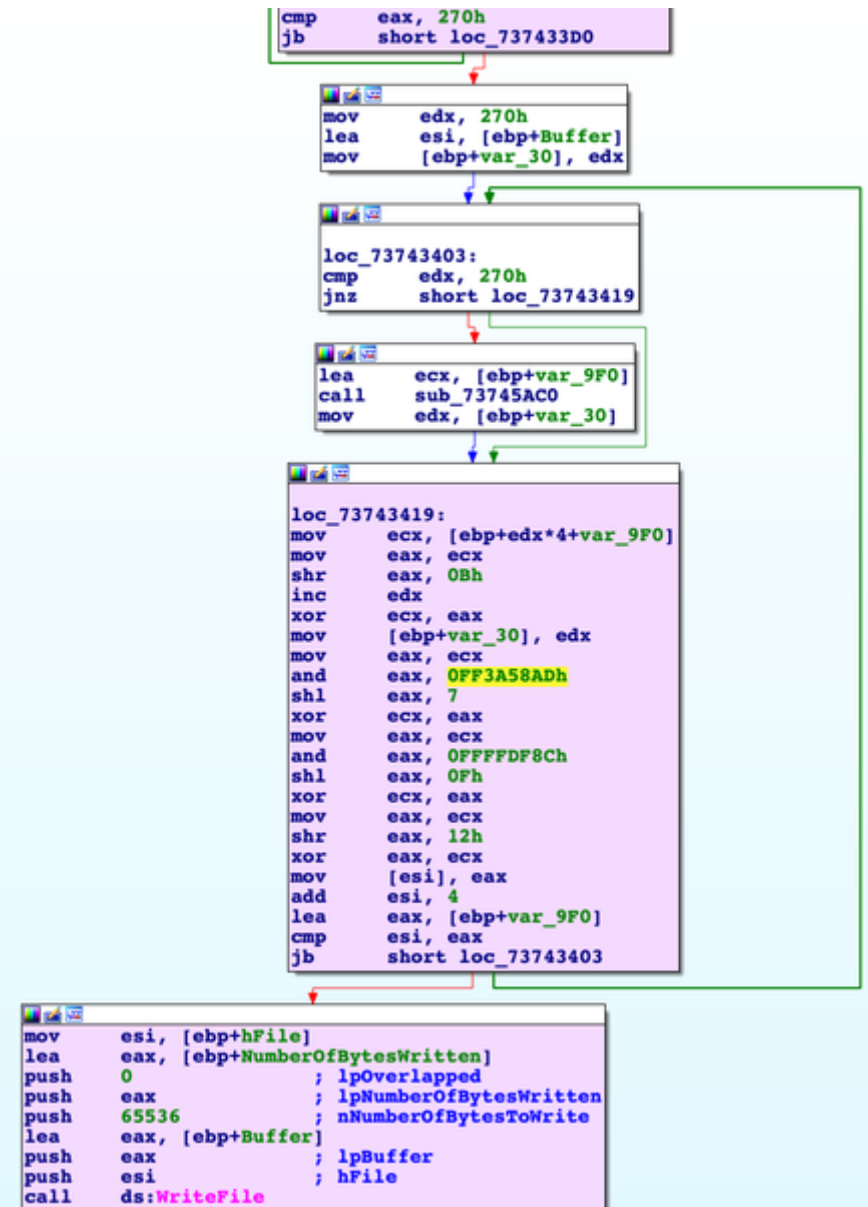 cmp eax, 270h
jb short loc_737433D0
mov edx, 270h
lea esi, [ebp+Buffer]
mov [ebp+var_30], edx
loc_73743403:
cmp edx, 270h
jnz short loc_73743419
lea ecx, [ebp+var_9F0]
call sub_73745AC0
mov edx, [ebp+var_30]
loc_73743419:
mov ecx, [ebp+edx*4+var_9F0]
mov eax, ecx
shr eax, 0Bh
inc edx
xor ecx, eax
mov [ebp+var_30], edx
mov eax, ecx
and eax, 0FF3A58ADh
shl eax, 7
xor ecx, eax
mov eax, ecx
and eax, 0FFFFDF8Ch
shl eax, 0Fh
xor ecx, eax
mov eax, ecx
shr eax, 12h
xor eax, ecx
mov [esi], eax
add esi, 4
lea eax, [ebp+var_9F0]
cmp esi, eax
jb short loc_73743403
mov esi, [ebp+hFile]
lea eax, [ebp+NumberOfBytesWritten]
push 0 ; lpOverlapped
push eax ; lpNumberOfBytesWritten
push 65536 ; nNumberOfBytesToWrite
lea eax, [ebp+Buffer]
push eax ; lpBuffer
push esi ; hFile
call ds:WriteFile